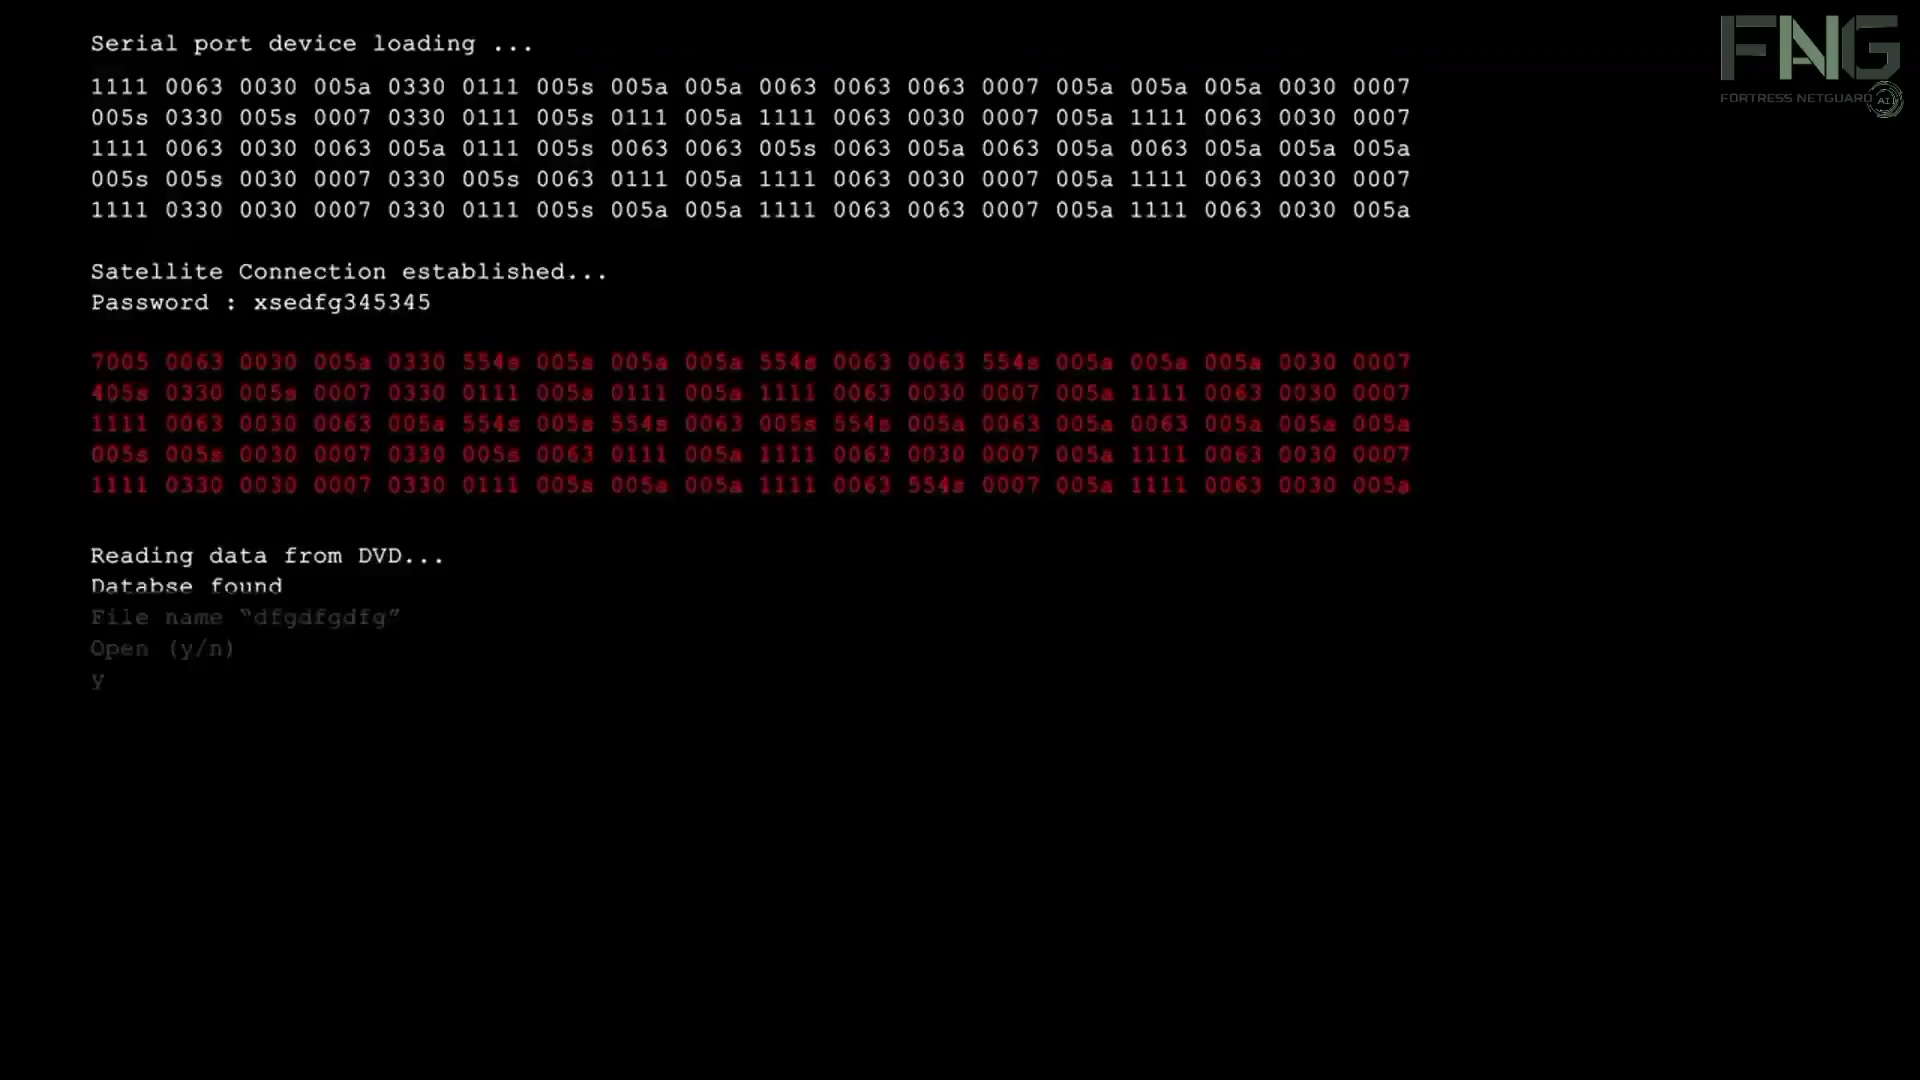 Serial port device loading ...
1111 0063 0030 005a 0330 0111 005s 005a 005a 0063 0063 0063 0007 005a 005a 005a 0030 0007
005s 0330 005s 0007 0330 0111 005s 0111 005a 1111 0063 0030 0007 005a 1111 0063 0030 0007
1111 0063 0030 0063 005a 0111 005s 0063 0063 005s 0063 005a 0063 005a 0063 005a 005a 005a
005s 005s 0030 0007 0330 005s 0063 0111 005a 1111 0063 0030 0007 005a 1111 0063 0030 0007
1111 0330 0030 0007 0330 0111 005s 005a 005a 1111 0063 0063 0007 005a 1111 0063 0030 005a
Satellite Connection established...
Password : xsedfg345345
7005 0063 0030 005a 0330 554s 005s 005a 005a 554s 0063 0063 554s 005a 005a 005a 0030 0007
405s 0330 005s 0007 0330 0111 005s 0111 005a 1111 0063 0030 0007 005a 1111 0063 0030 0007
1111 0063 0030 0063 005a 554s 005s 554s 0063 005s 554s 005a 0063 005a 0063 005a 005a 005a
005s 005s 0030 0007 0330 005s 0063 0111 005a 1111 0063 0030 0007 005a 1111 0063 0030 0007
1111 0330 0030 0007 0330 0111 005s 005a 005a 1111 0063 554s 0007 005a 1111 0063 0030 005a
Reading data from DVD...
Databse found
File name “dfgdfgdfg”
Open (y/n)
y
FNG
FORTRESS NETGUARD AI